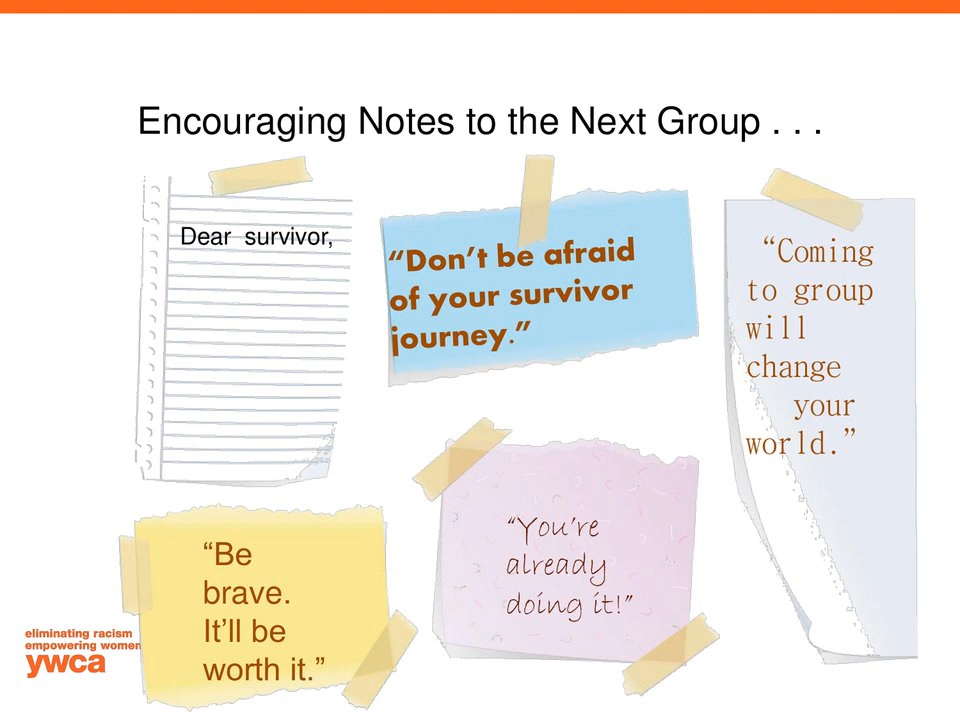 Encouraging Notes to the Next Group . . .
Dear survivor,
“Don’t be afraid
of your survivor
journey.”
“Coming
to group
will
change
your
world.”
“You’re
already
doing it!”
“Be
brave.
It’ll be
worth it.”
eliminating racism
empowering women
ywca